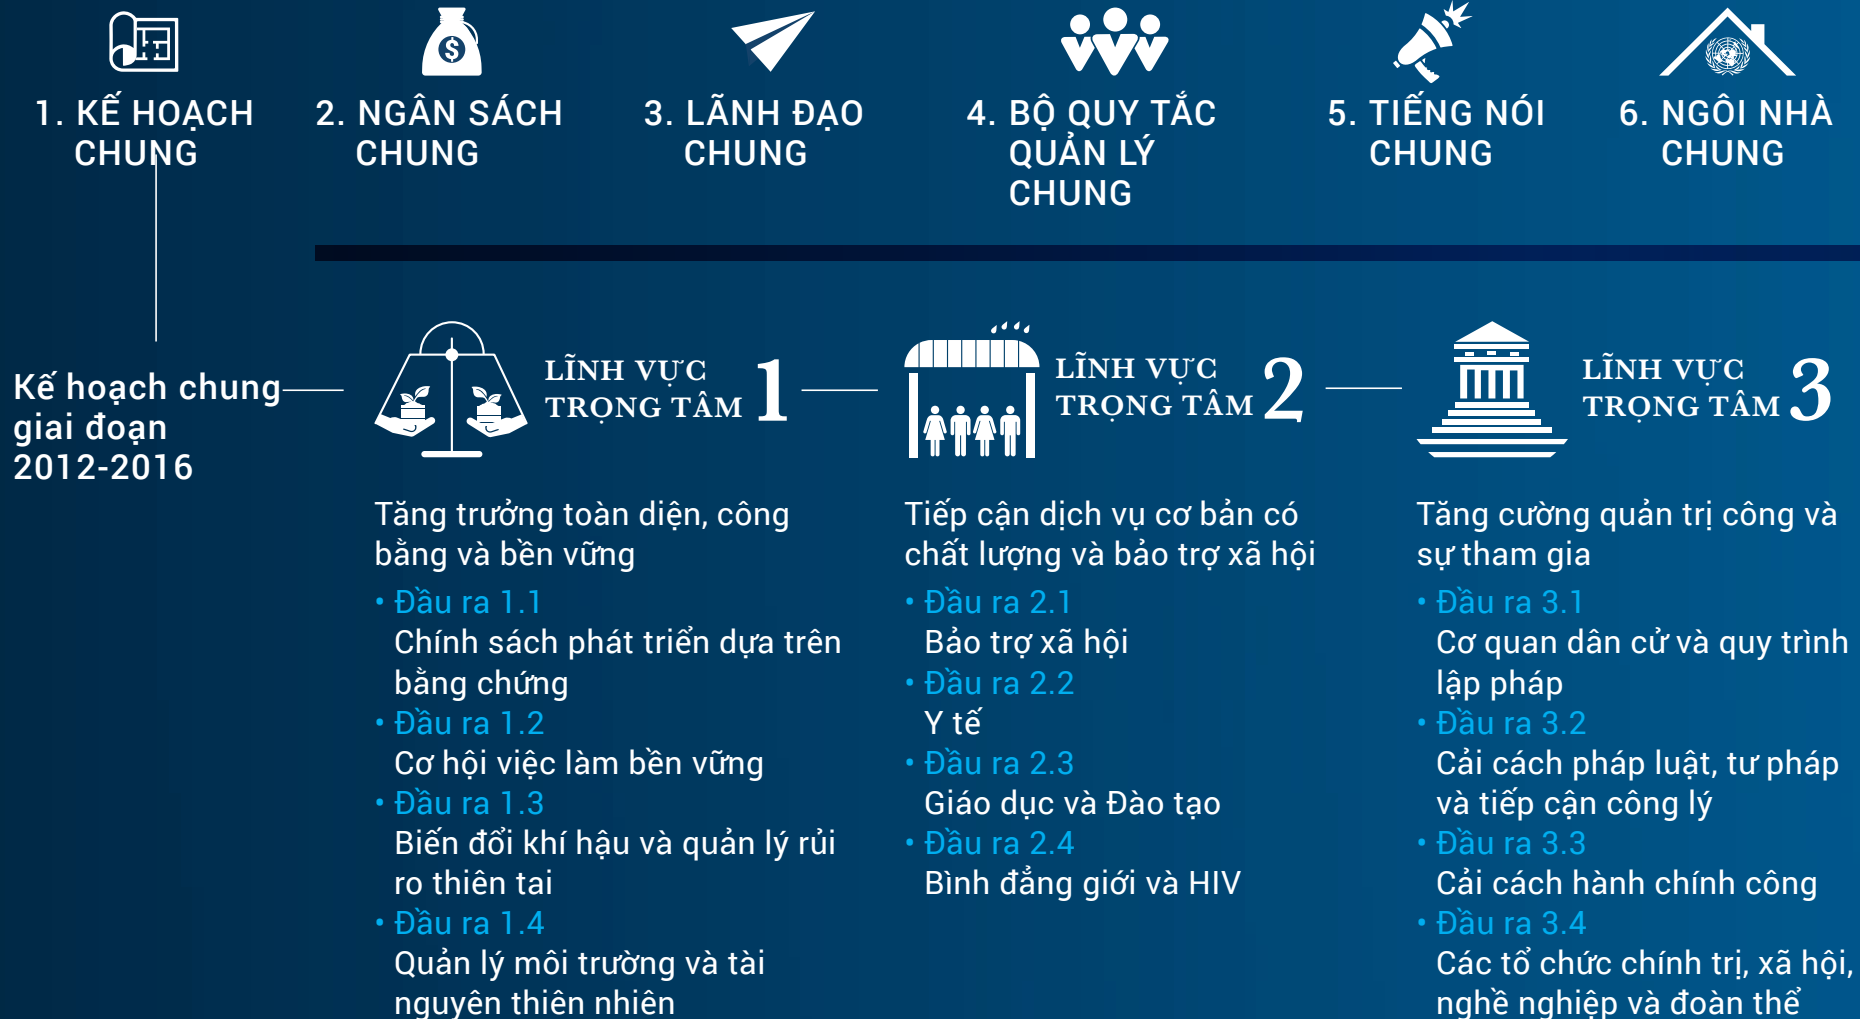 1. KẾ HOẠCH
CHUNG
2. NGÂN SÁCH
CHUNG
3. LÃNH ĐẠO
CHUNG
4. BỘ QUY TẮC
QUẢN LÝ
CHUNG
5. TIẾNG NÓI
CHUNG
6. NGÔI NHÀ
CHUNG
Kế hoạch chung
giai đoạn
2012-2016
LĨNH VỰC
TRỌNG TÂM 1
Tăng trưởng toàn diện, công
bằng và bền vững
• Đầu ra 1.1
Chính sách phát triển dựa trên
bằng chứng
• Đầu ra 1.2
Cơ hội việc làm bền vững
• Đầu ra 1.3
Biến đổi khí hậu và quản lý rủi
ro thiên tai
• Đầu ra 1.4
Quản lý môi trường và tài
nguyên thiên nhiên
LĨNH VỰC
TRỌNG TÂM 2
Tiếp cận dịch vụ cơ bản có
chất lượng và bảo trợ xã hội
• Đầu ra 2.1
Bảo trợ xã hội
• Đầu ra 2.2
Y tế
• Đầu ra 2.3
Giáo dục và Đào tạo
• Đầu ra 2.4
Bình đẳng giới và HIV
LĨNH VỰC
TRỌNG TÂM 3
Tăng cường quản trị công và
sự tham gia
• Đầu ra 3.1
Cơ quan dân cử và quy trình
lập pháp
• Đầu ra 3.2
Cải cách pháp luật, tư pháp
và tiếp cận công lý
• Đầu ra 3.3
Cải cách hành chính công
• Đầu ra 3.4
Các tổ chức chính trị, xã hội,
nghề nghiệp và đoàn thể